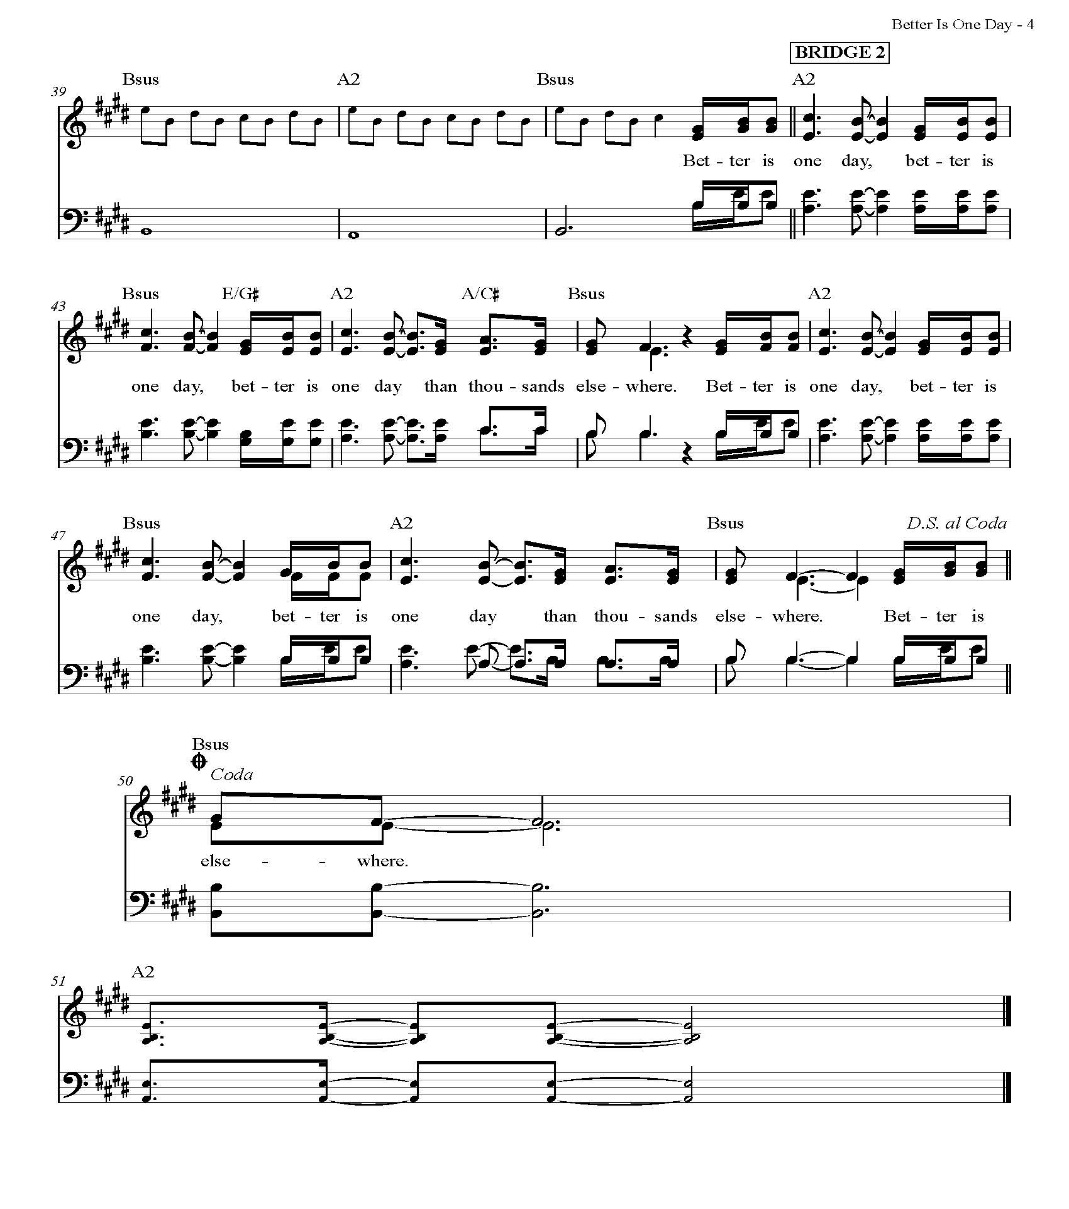 Better Is One Day - 4
BRIDGE 2
Bsus A2 Bsus A2
39
Bet - ter is one day, bet - ter is
Bsus E/G♯ A2 A/C♯ Bsus A2
43
one day, bet - ter is one day than thou - sands else - where. Bet - ter is one day, bet - ter is
Bsus A2 Bsus D.S. al Coda
47
one day, bet - ter is one day than thou - sands else - where. Bet - ter is
Bsus
Coda
50
else - - where.
A2
51